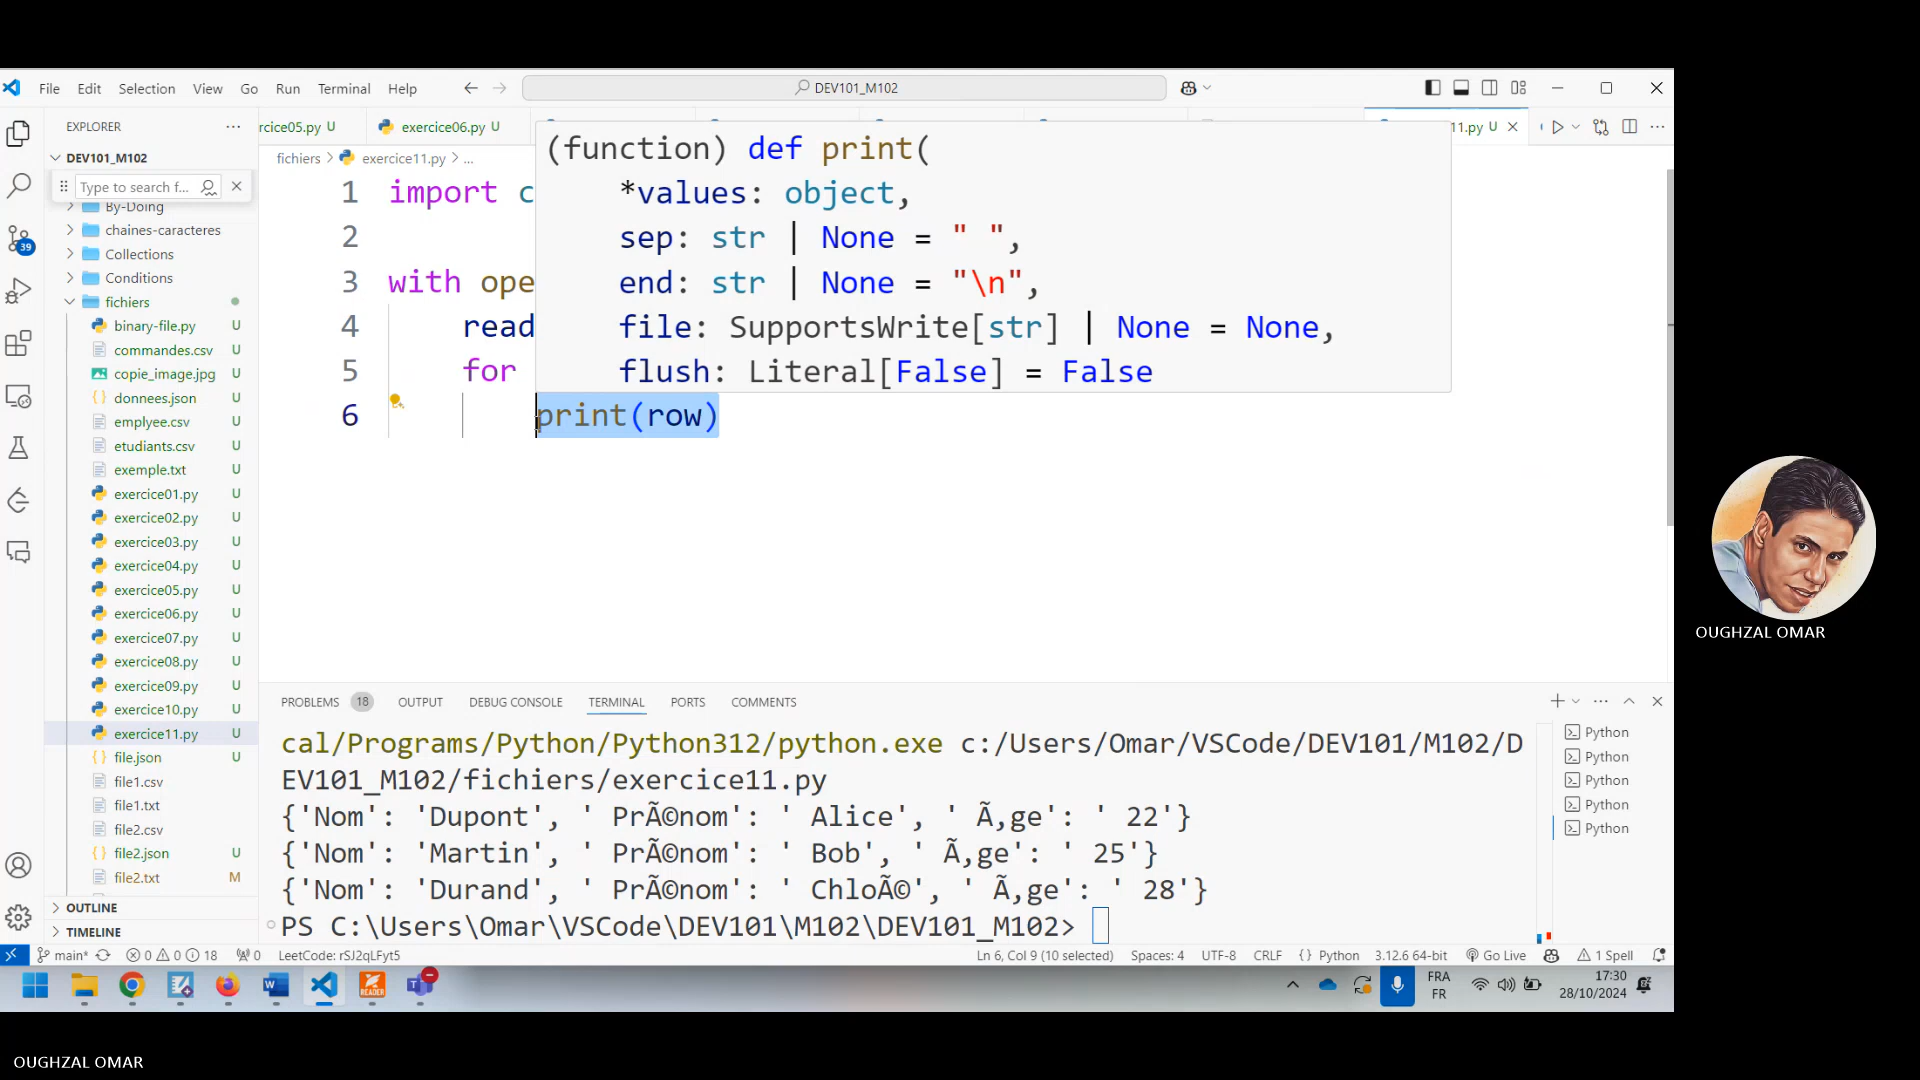 File Edit Selection View Go Run Terminal Help
DEV101_M102
EXPLORER
rcice05.py U
exercice06.py U
11.py U
DEV101_M102
Type to search f...
By-Doing
chaines-caracteres
Collections
Conditions
fichiers
binary-file.py U
commandes.csv U
copie_image.jpg U
donnees.json U
emplyee.csv U
etudiants.csv U
exemple.txt U
exercice01.py U
exercice02.py U
exercice03.py U
exercice04.py U
exercice05.py U
exercice06.py U
exercice07.py U
exercice08.py U
exercice09.py U
exercice10.py U
exercice11.py U
file.json U
file1.csv
file1.txt
file2.csv
file2.json U
file2.txt M
OUTLINE
TIMELINE
39
fichiers > exercice11.py > ...
1 import c
2
3 with ope
4 read
5 for
6 print(row)
(function) def print(
*values: object,
sep: str | None = " ",
end: str | None = "\n",
file: SupportsWrite[str] | None = None,
flush: Literal[False] = False
PROBLEMS 18 OUTPUT DEBUG CONSOLE TERMINAL PORTS COMMENTS
cal/Programs/Python/Python312/python.exe c:/Users/Omar/VSCode/DEV101/M102/D
EV101_M102/fichiers/exercice11.py
{'Nom': 'Dupont', ' PrÃ©nom': ' Alice', ' Ã‚ge': ' 22'}
{'Nom': 'Martin', ' PrÃ©nom': ' Bob', ' Ã‚ge': ' 25'}
{'Nom': 'Durand', ' PrÃ©nom': ' ChloÃ©', ' Ã‚ge': ' 28'}
PS C:\Users\Omar\VSCode\DEV101\M102\DEV101_M102>
Python
Python
Python
Python
Python
main* 0 0 18 0 LeetCode: rSJ2qLFyt5 Ln 6, Col 9 (10 selected) Spaces: 4 UTF-8 CRLF { } Python 3.12.6 64-bit Go Live 1 Spell
READER
FRA
FR
17:30
28/10/2024
OUGHZAL OMAR
OUGHZAL OMAR